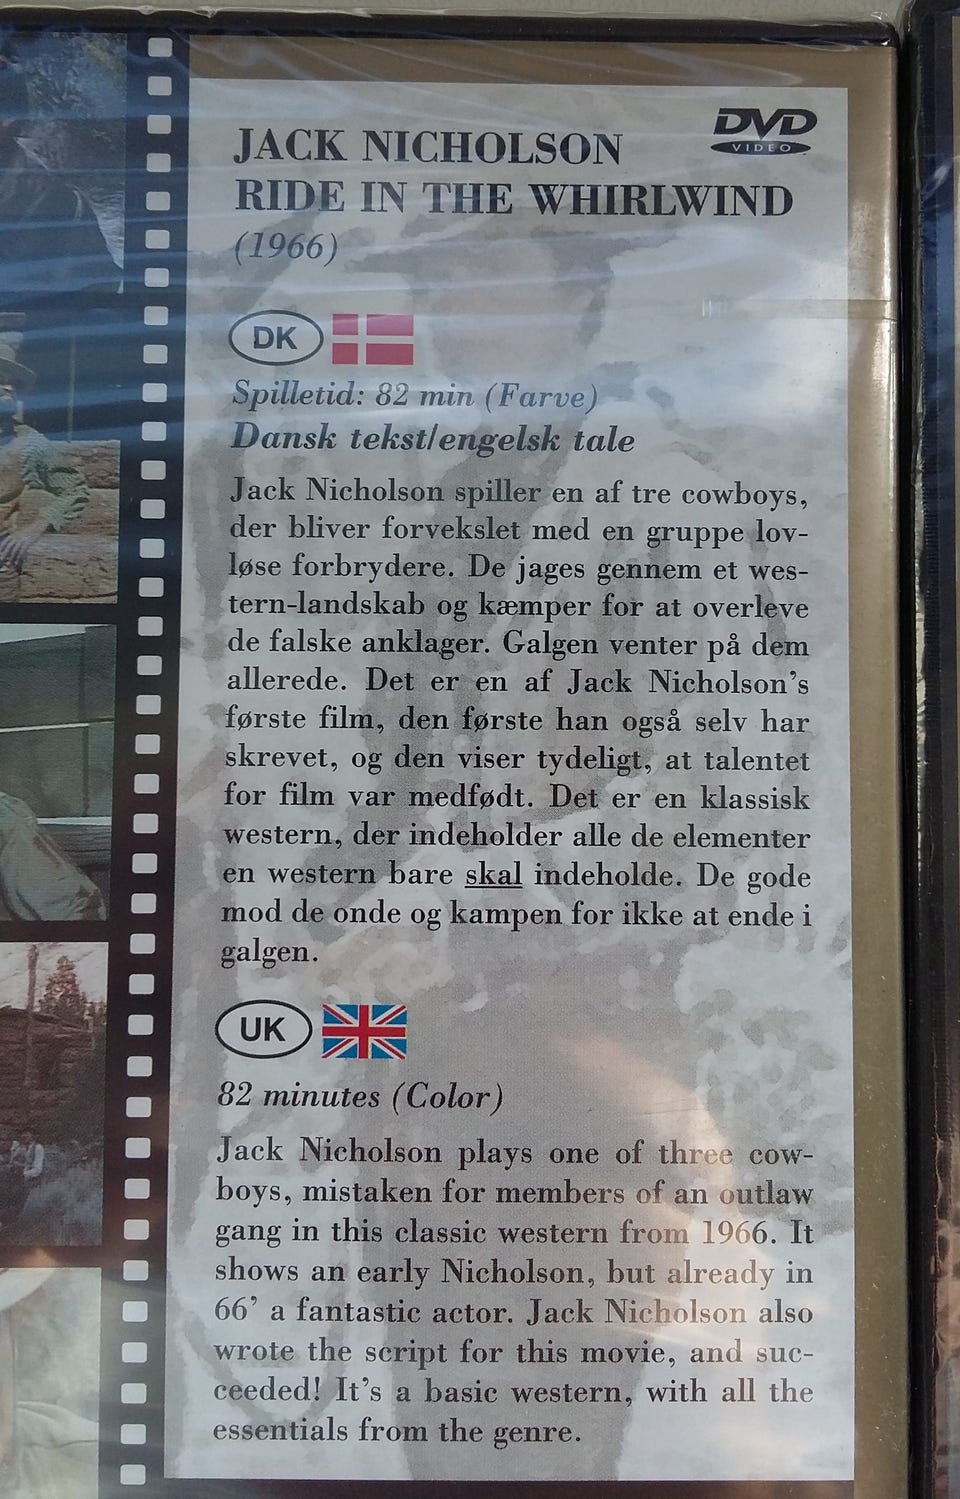 DVD
VIDEO
JACK NICHOLSON
RIDE IN THE WHIRLWIND
(1966)
DK
Spilletid: 82 min (Farve)
Dansk tekst/engelsk tale
Jack Nicholson spiller en af tre cowboys,
der bliver forvekslet med en gruppe lov-
løse forbrydere. De jages gennem et wes-
tern-landskab og kæmper for at overleve
de falske anklager. Galgen venter på dem
allerede. Det er en af Jack Nicholson's
første film, den første han også selv har
skrevet, og den viser tydeligt, at talentet
for film var medfødt. Det er en klassisk
western, der indeholder alle de elementer
en western bare skal indeholde. De gode
mod de onde og kampen for ikke at ende i
galgen.
UK
82 minutes (Color)
Jack Nicholson plays one of three cow-
boys, mistaken for members of an outlaw
gang in this classic western from 1966. It
shows an early Nicholson, but already in
66' a fantastic actor. Jack Nicholson also
wrote the script for this movie, and suc-
ceeded! It's a basic western, with all the
essentials from the genre.